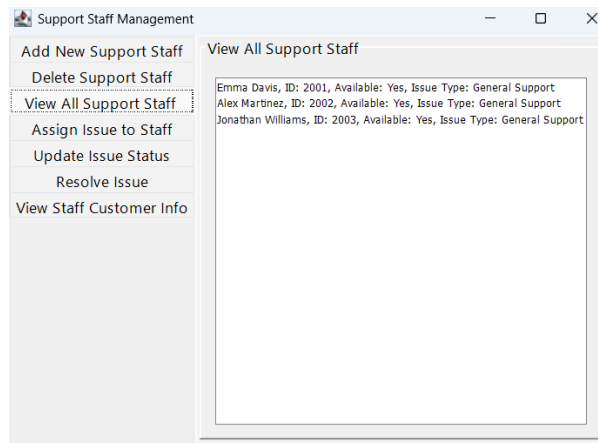 Support Staff Management
Add New Support Staff
Delete Support Staff
View All Support Staff
Assign Issue to Staff
Update Issue Status
Resolve Issue
View Staff Customer Info
View All Support Staff
Emma Davis, ID: 2001, Available: Yes, Issue Type: General Support
Alex Martinez, ID: 2002, Available: Yes, Issue Type: General Support
Jonathan Williams, ID: 2003, Available: Yes, Issue Type: General Support